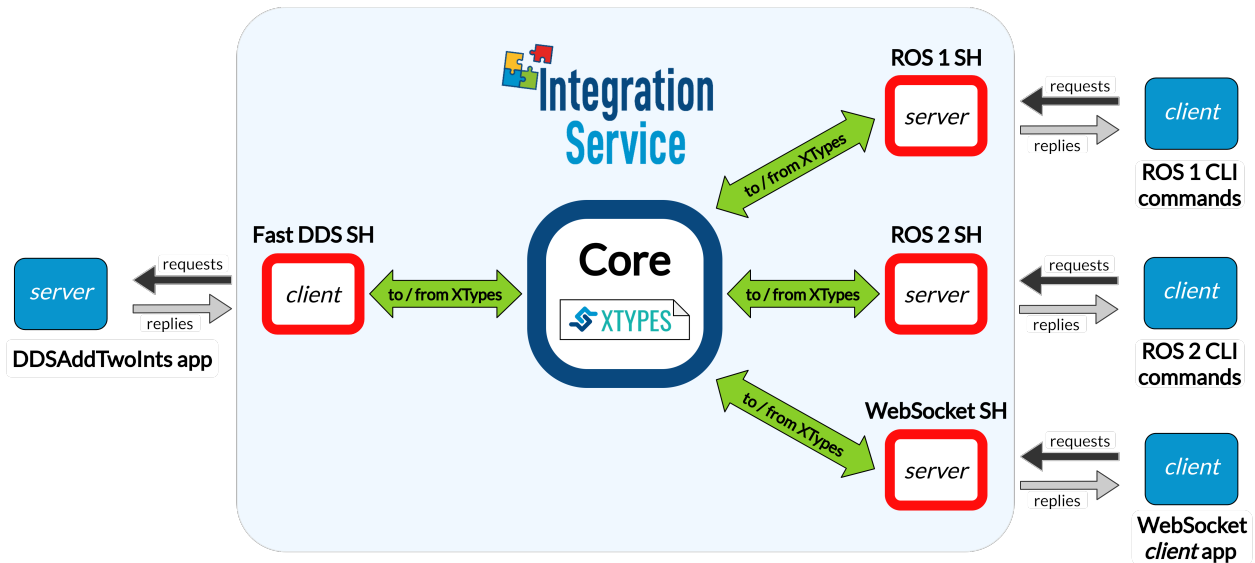 Integration
Service
ROS 1 SH
server
requests
replies
client
ROS 1 CLI
commands
to / from XTypes
Fast DDS SH
client
requests
replies
server
DDSAddTwoInts app
to / from XTypes
Core
XTYPES
to / from XTypes
ROS 2 SH
server
requests
replies
client
ROS 2 CLI
commands
to / from XTypes
WebSocket SH
server
requests
replies
client
WebSocket
client app